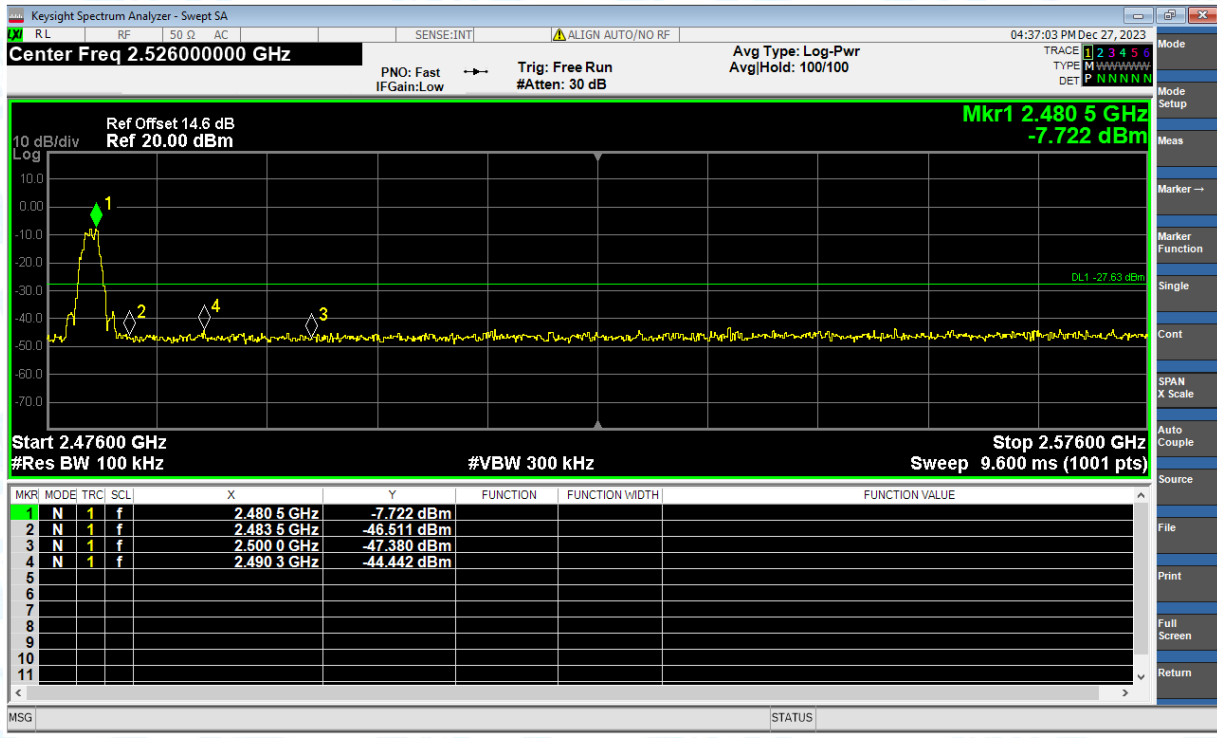 Keysight Spectrum Analyzer - Swept SA
LXI RL RF 50 Ω AC SENSE:INT ALIGN AUTO/NO RF 04:37:03 PM Dec 27, 2023
Center Freq 2.526000000 GHz
PNO: Fast
IFGain:Low
Trig: Free Run
#Atten: 30 dB
Avg Type: Log-Pwr
Avg|Hold: 100/100
TRACE 1 2 3 4 5 6
TYPE M WWWWW
DET P N N N N N
Mkr1 2.480 5 GHz
-7.722 dBm
Ref Offset 14.6 dB
10 dB/div Ref 20.00 dBm
Log
10.0
0.00
-10.0
-20.0
-30.0
-40.0
-50.0
-60.0
-70.0
1
2
4
3
DL1 -27.63 dBm
Start 2.47600 GHz Stop 2.57600 GHz
#Res BW 100 kHz #VBW 300 kHz Sweep 9.600 ms (1001 pts)
MKR MODE TRC SCL X Y FUNCTION FUNCTION WIDTH FUNCTION VALUE
1 N 1 f 2.480 5 GHz -7.722 dBm
2 N 1 f 2.483 5 GHz -46.511 dBm
3 N 1 f 2.500 0 GHz -47.380 dBm
4 N 1 f 2.490 3 GHz -44.442 dBm
5
6
7
8
9
10
11
MSG STATUS
Mode
Mode
Setup
Meas
Marker →
Marker
Function
Single
Cont
SPAN
X Scale
Auto
Couple
Source
File
Print
Full
Screen
Return